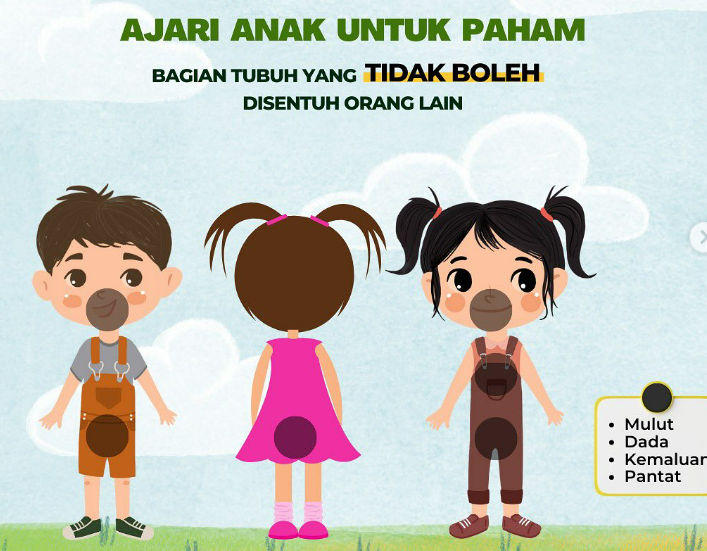 AJARI ANAK UNTUK PAHAM
BAGIAN TUBUH YANG TIDAK BOLEH
DISENTUH ORANG LAIN
• Mulut
• Dada
• Kemaluan
• Pantat